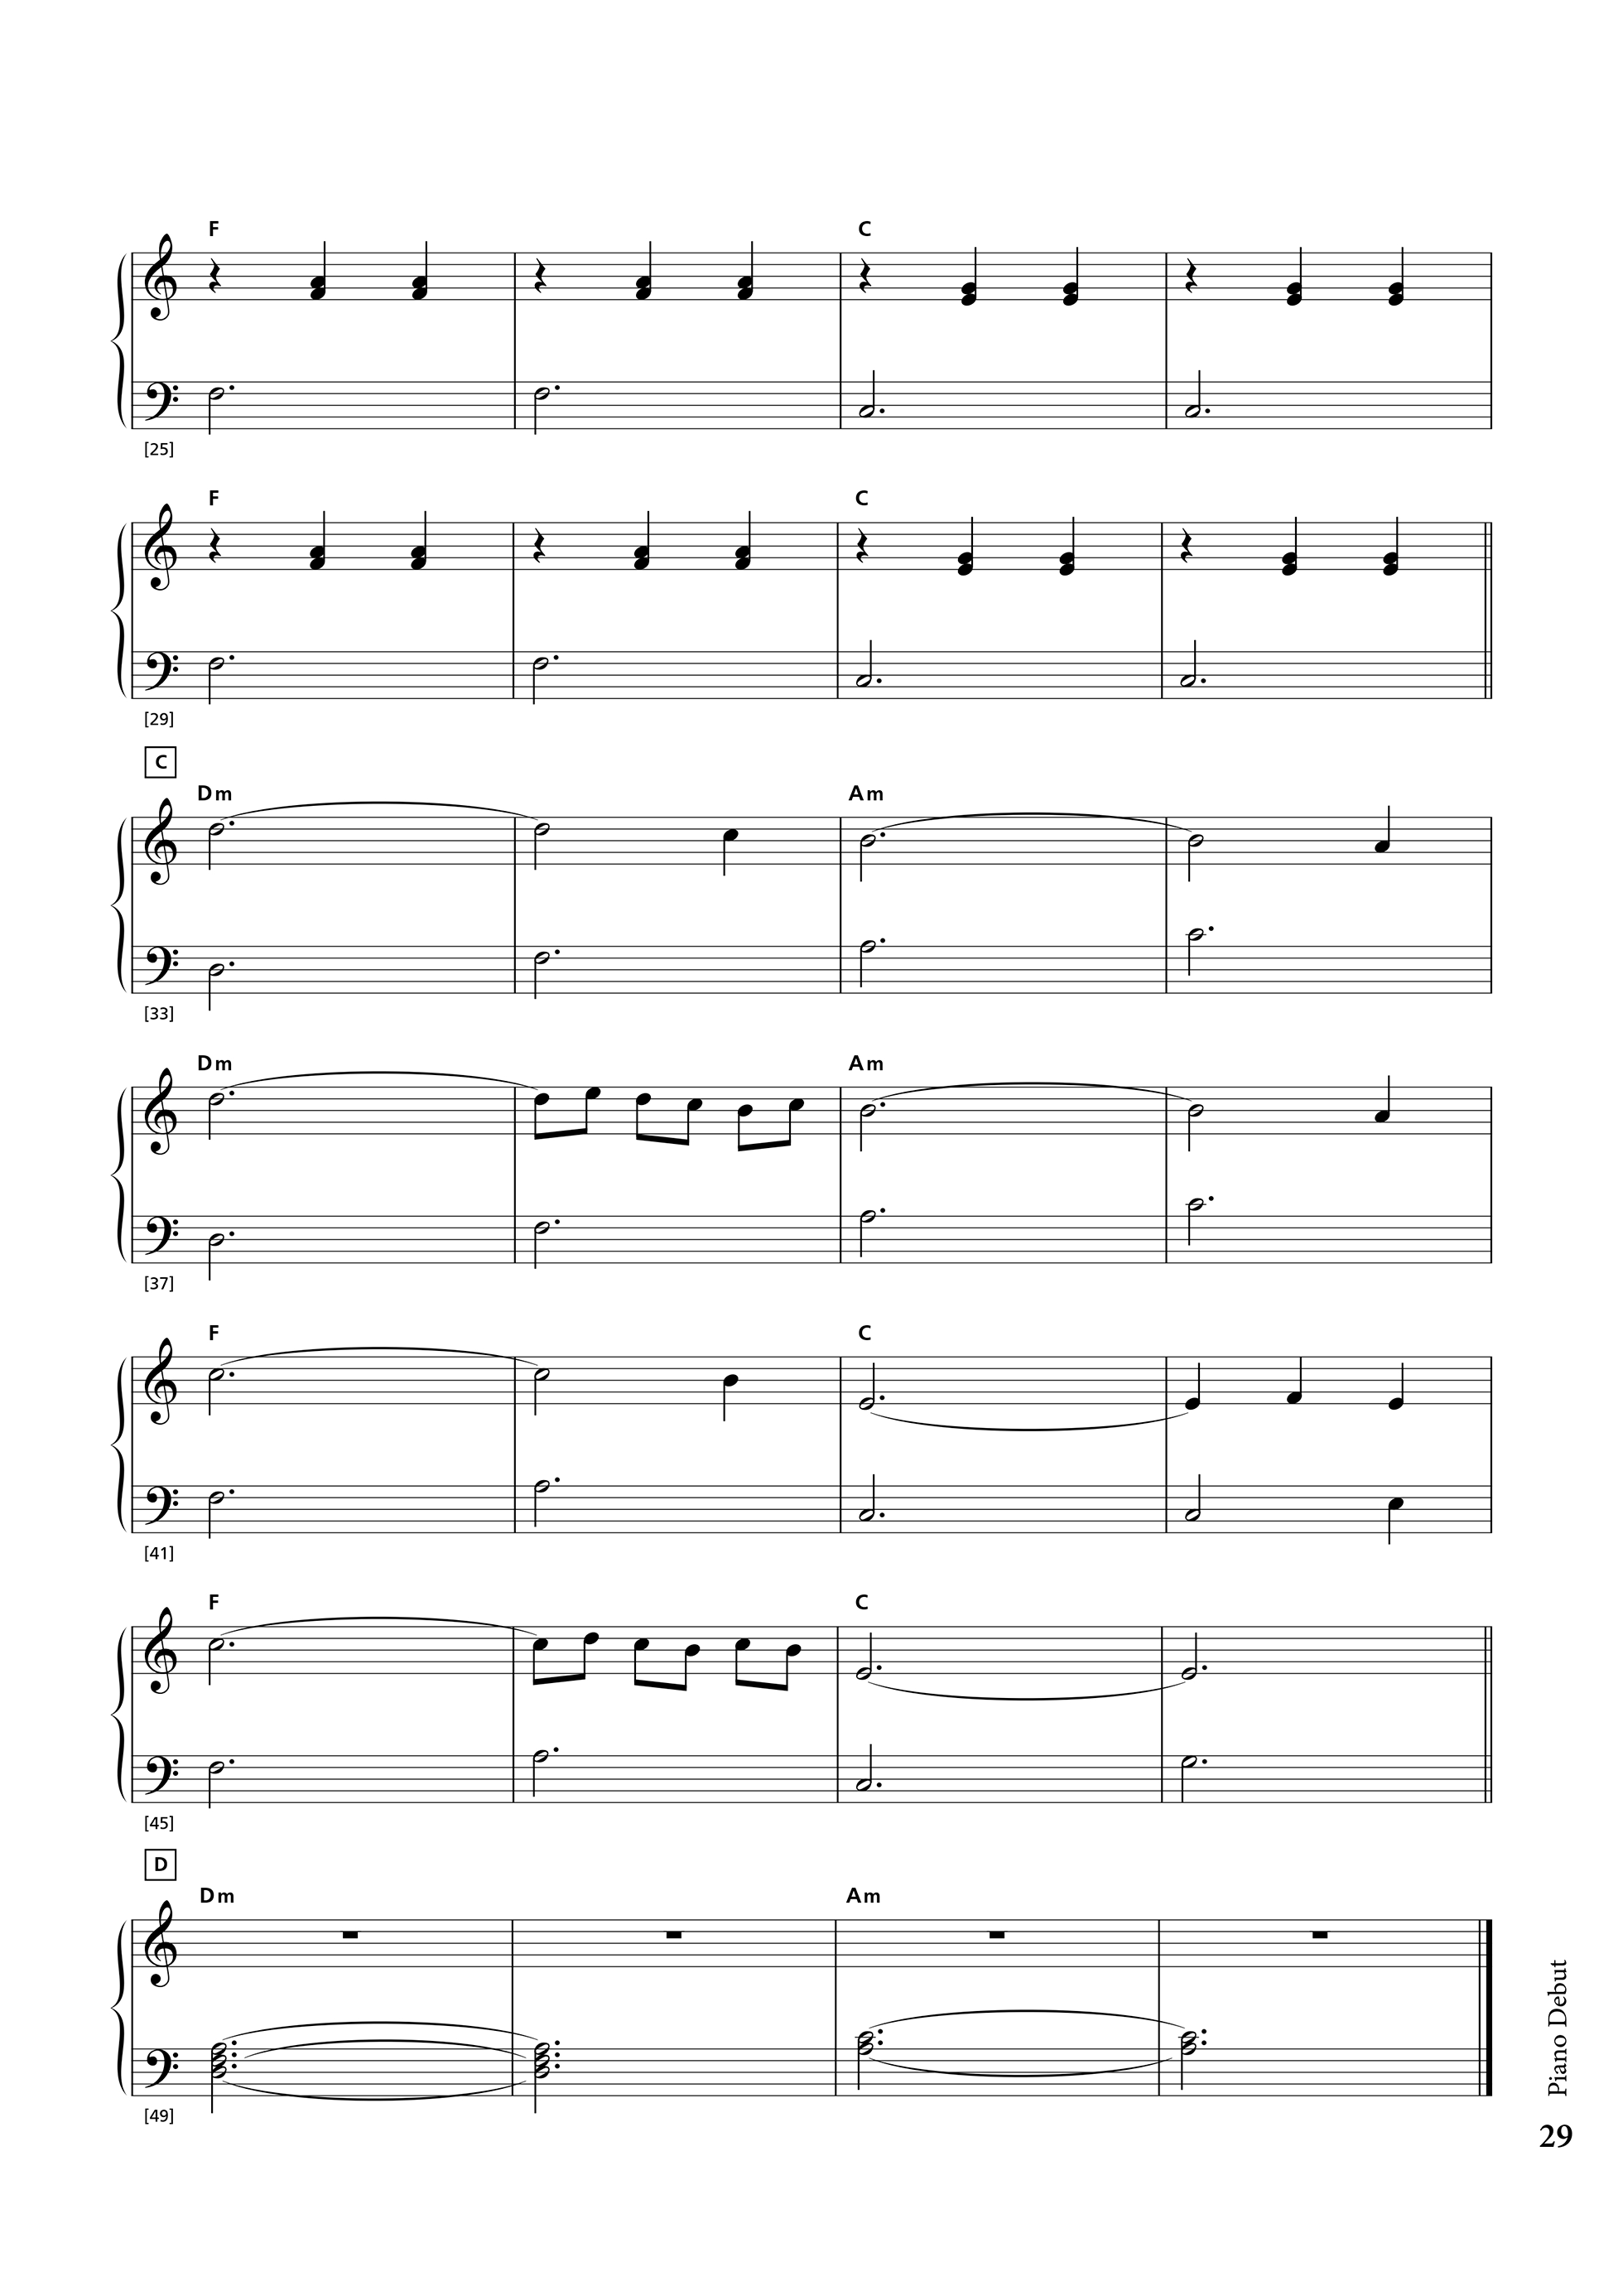 F C
[25]
F C
[29]
C
Dm Am
[33]
Dm Am
[37]
F C
[41]
F C
[45]
D
Dm Am
[49]
Piano Debut
29